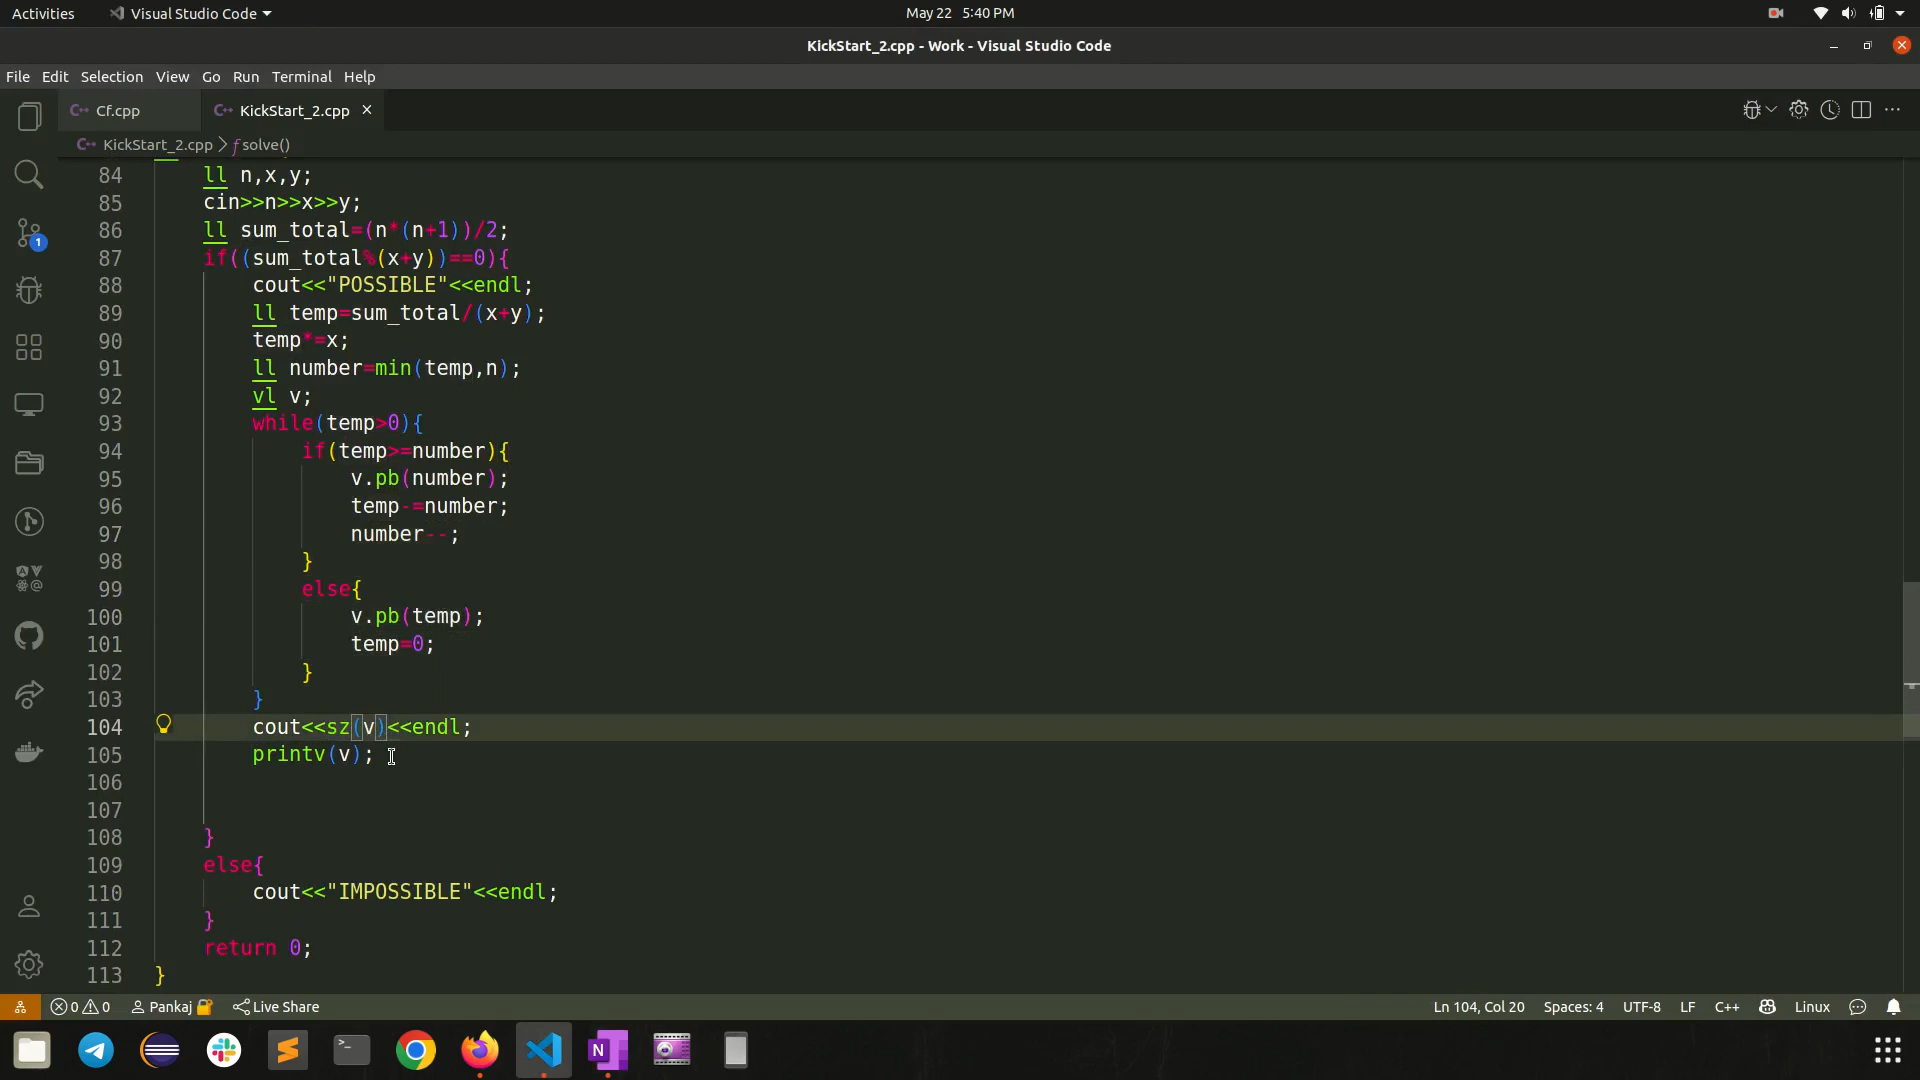 Activities
Visual Studio Code
May 22 5:40 PM
KickStart_2.cpp - Work - Visual Studio Code
File Edit Selection View Go Run Terminal Help
C++ Cf.cpp
C++ KickStart_2.cpp ×
C++ KickStart_2.cpp > solve()
84 ll n,x,y;
85 cin>>n>>x>>y;
86 ll sum_total=(n*(n+1))/2;
87 if((sum_total%(x+y))==0){
88 cout<<"POSSIBLE"<<endl;
89 ll temp=sum_total/(x+y);
90 temp*=x;
91 ll number=min(temp,n);
92 vl v;
93 while(temp>0){
94 if(temp>=number){
95 v.pb(number);
96 temp-=number;
97 number--;
98 }
99 else{
100 v.pb(temp);
101 temp=0;
102 }
103 }
104 cout<<sz(v)<<endl;
105 printv(v);
106
107
108 }
109 else{
110 cout<<"IMPOSSIBLE"<<endl;
111 }
112 return 0;
113 }
1
0 0 Pankaj Live Share
Ln 104, Col 20 Spaces: 4 UTF-8 LF C++ Linux
N